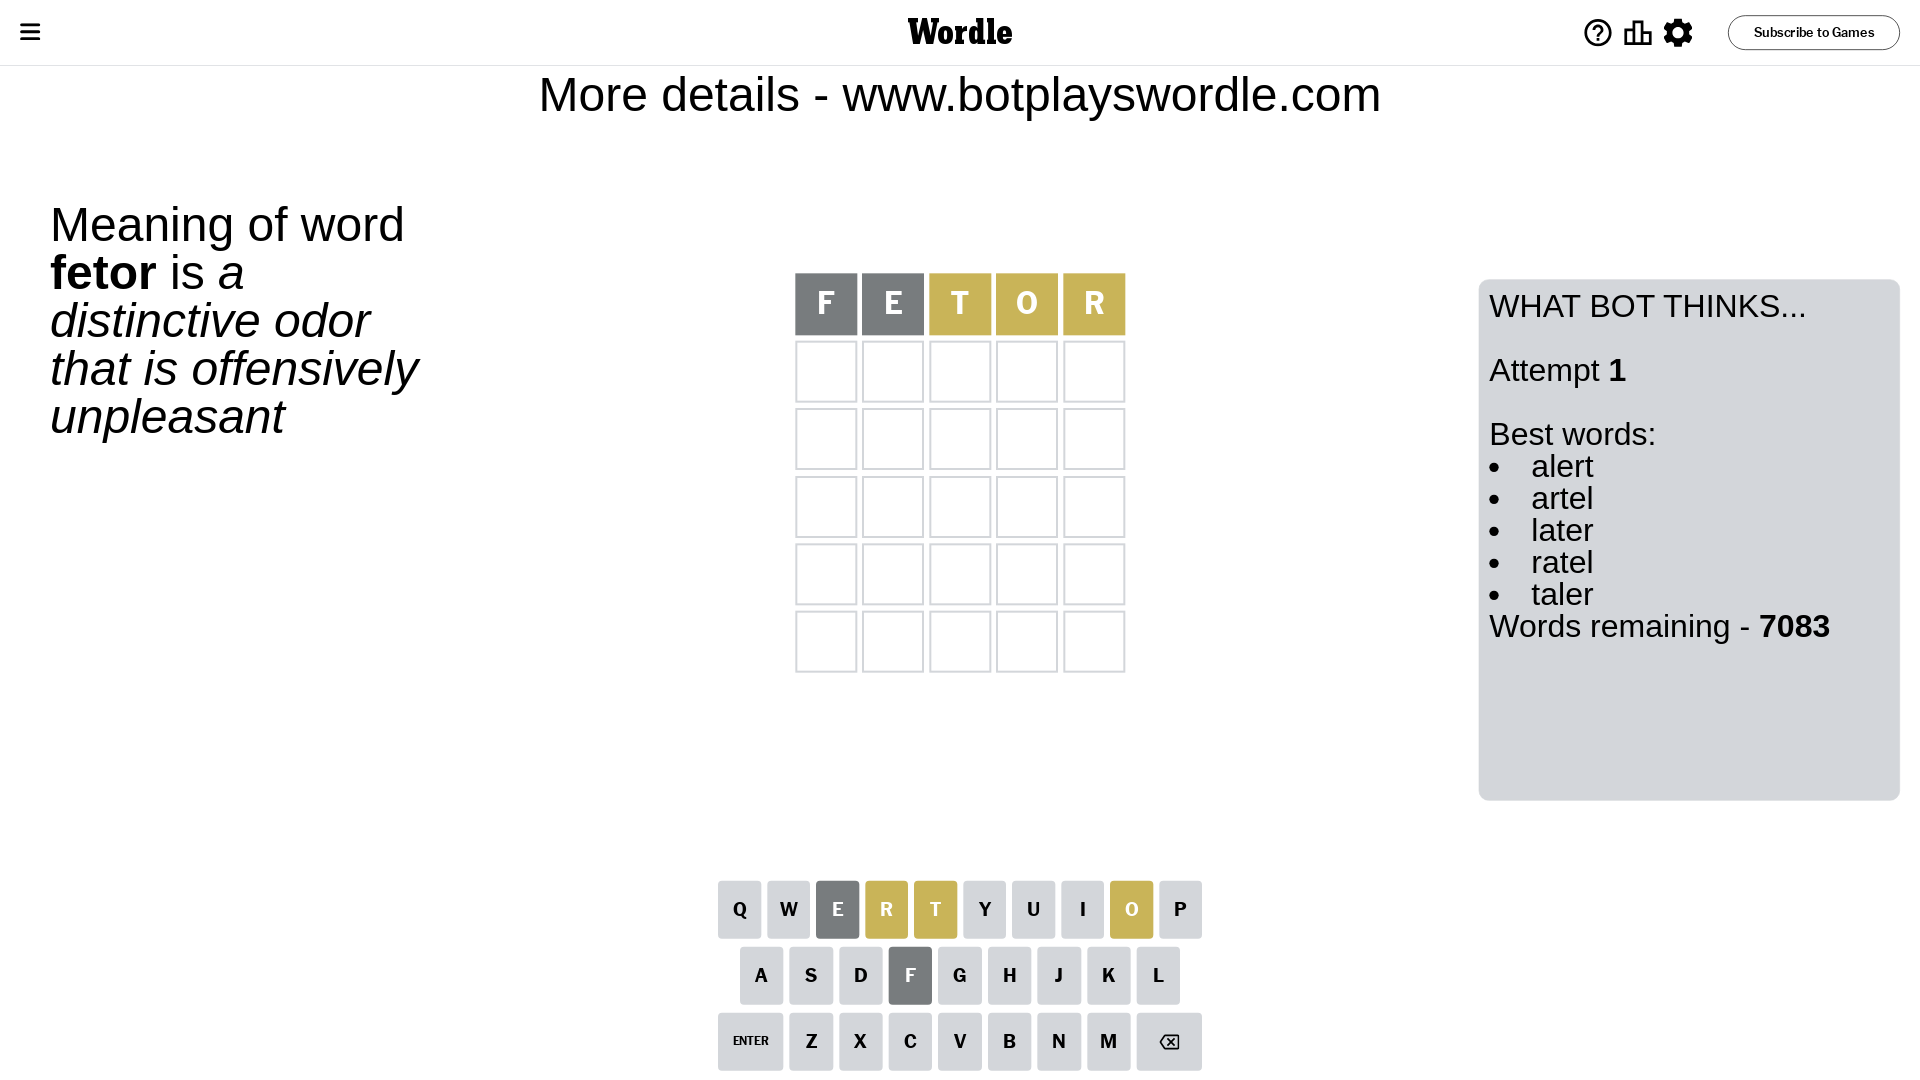 Wordle
Subscribe to Games
More details - www.botplayswordle.com
Meaning of word
fetor is a
distinctive odor
that is offensively
unpleasant
F E T O R
WHAT BOT THINKS...
Attempt 1
Best words:
• alert
• artel
• later
• ratel
• taler
Words remaining - 7083
Q W E R T Y U I O P
A S D F G H J K L
ENTER Z X C V B N M